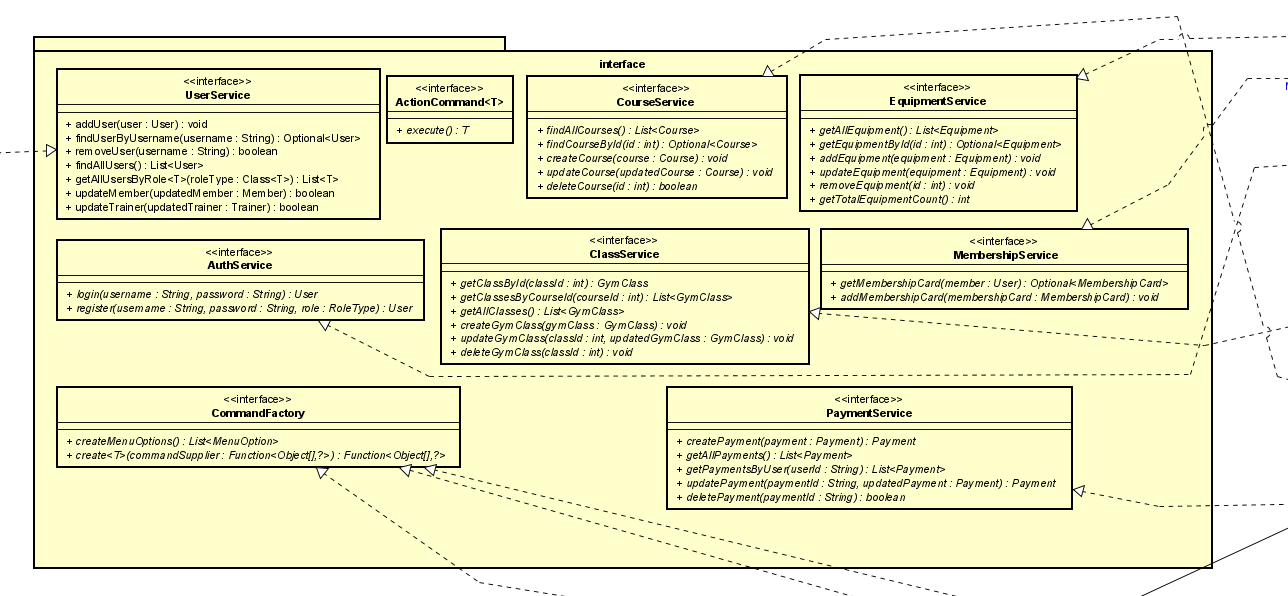 interface
<<interface>>
UserService
+ addUser(user : User) : void
+ findUserByUsername(username : String) : Optional<User>
+ removeUser(username : String) : boolean
+ findAllUsers() : List<User>
+ getAllUsersByRole<T>(roleType : Class<T>) : List<T>
+ updateMember(updatedMember : Member) : boolean
+ updateTrainer(updatedTrainer : Trainer) : boolean
<<interface>>
ActionCommand<T>
+ execute() : T
<<interface>>
CourseService
+ findAllCourses() : List<Course>
+ findCourseById(id : int) : Optional<Course>
+ createCourse(course : Course) : void
+ updateCourse(updatedCourse : Course) : void
+ deleteCourse(id : int) : boolean
<<interface>>
EquipmentService
+ getAllEquipment() : List<Equipment>
+ getEquipmentById(id : int) : Optional<Equipment>
+ addEquipment(equipment : Equipment) : void
+ updateEquipment(equipment : Equipment) : void
+ removeEquipment(id : int) : void
+ getTotalEquipmentCount() : int
<<interface>>
AuthService
+ login(username : String, password : String) : User
+ register(username : String, password : String, role : RoleType) : User
<<interface>>
ClassService
+ getClassById(classId : int) : GymClass
+ getClassesByCourseId(courseId : int) : List<GymClass>
+ getAllClasses() : List<GymClass>
+ createGymClass(gymClass : GymClass) : void
+ updateGymClass(classId : int, updatedGymClass : GymClass) : void
+ deleteGymClass(classId : int) : void
<<interface>>
MembershipService
+ getMembershipCard(member : User) : Optional<MembershipCard>
+ addMembershipCard(membershipCard : MembershipCard) : void
<<interface>>
CommandFactory
+ createMenuOptions() : List<MenuOption>
+ create<T>(commandSupplier : Function<Object[],?>) : Function<Object[],?>
<<interface>>
PaymentService
+ createPayment(payment : Payment) : Payment
+ getAllPayments() : List<Payment>
+ getPaymentsByUser(userId : String) : List<Payment>
+ updatePayment(paymentId : String, updatedPayment : Payment) : Payment
+ deletePayment(paymentId : String) : boolean